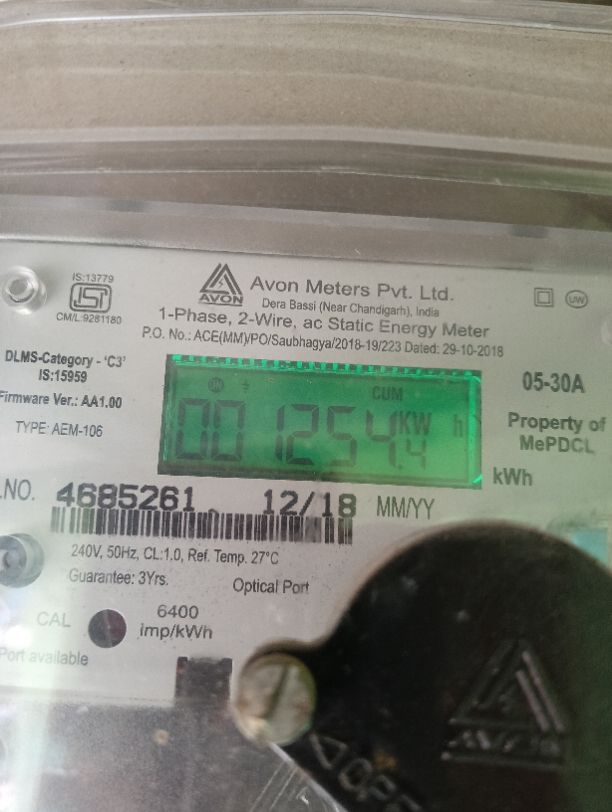 IS:13779
ISI
CM/L:9281180
AVON
Avon Meters Pvt. Ltd.
Dera Bassi (Near Chandigarh), India
UW
1-Phase, 2-Wire, ac Static Energy Meter
P.O. No.: ACE(MM)/PO/Saubhagya/2018-19/223 Dated: 29-10-2018
DLMS-Category - 'C3'
IS:15959
Firmware Ver.: AA1.00
TYPE: AEM-106
CUM
001254.4 KW h
kWh
05-30A
Property of
MePDCL
.NO. 4685261 12/18 MM/YY
240V, 50Hz, CL:1.0, Ref. Temp. 27°C
Guarantee: 3Yrs.
Optical Port
CAL
6400
imp/kWh
Port available
AVON